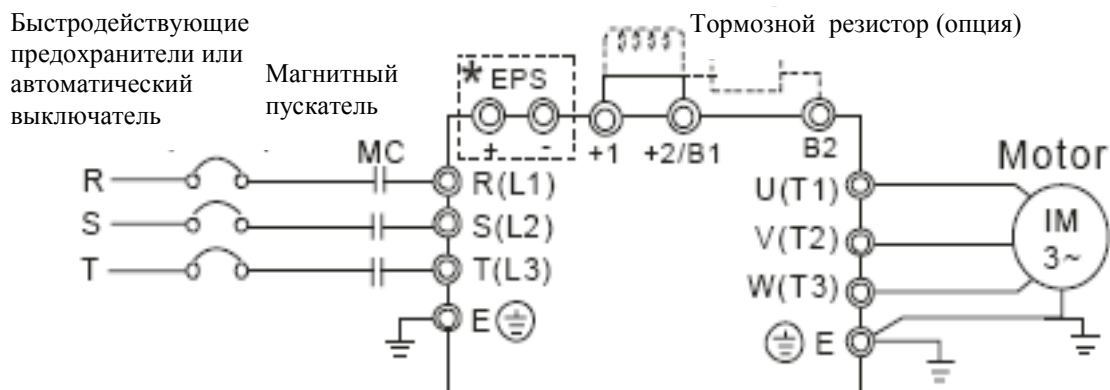 Быстродействующие
предохранители или
автоматический
выключатель
Магнитный
пускатель
Тормозной резистор (опция)
* EPS
+ -
+1
+2/B1
B2
MC
Motor
R
R(L1)
U(T1)
IM
3~
S
S(L2)
V(T2)
T
T(L3)
W(T3)
E
E